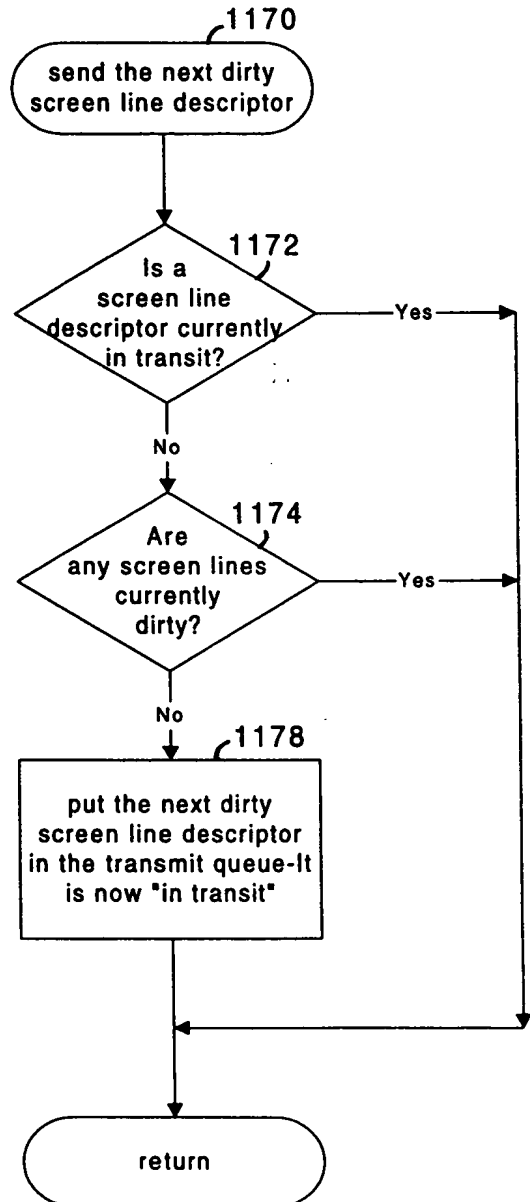 1170
send the next dirty
screen line descriptor
1172
Is a
screen line
descriptor currently
in transit?
Yes
No
1174
Are
any screen lines
currently
dirty?
Yes
No
1178
put the next dirty
screen line descriptor
in the transmit queue-It
is now "in transit"
return